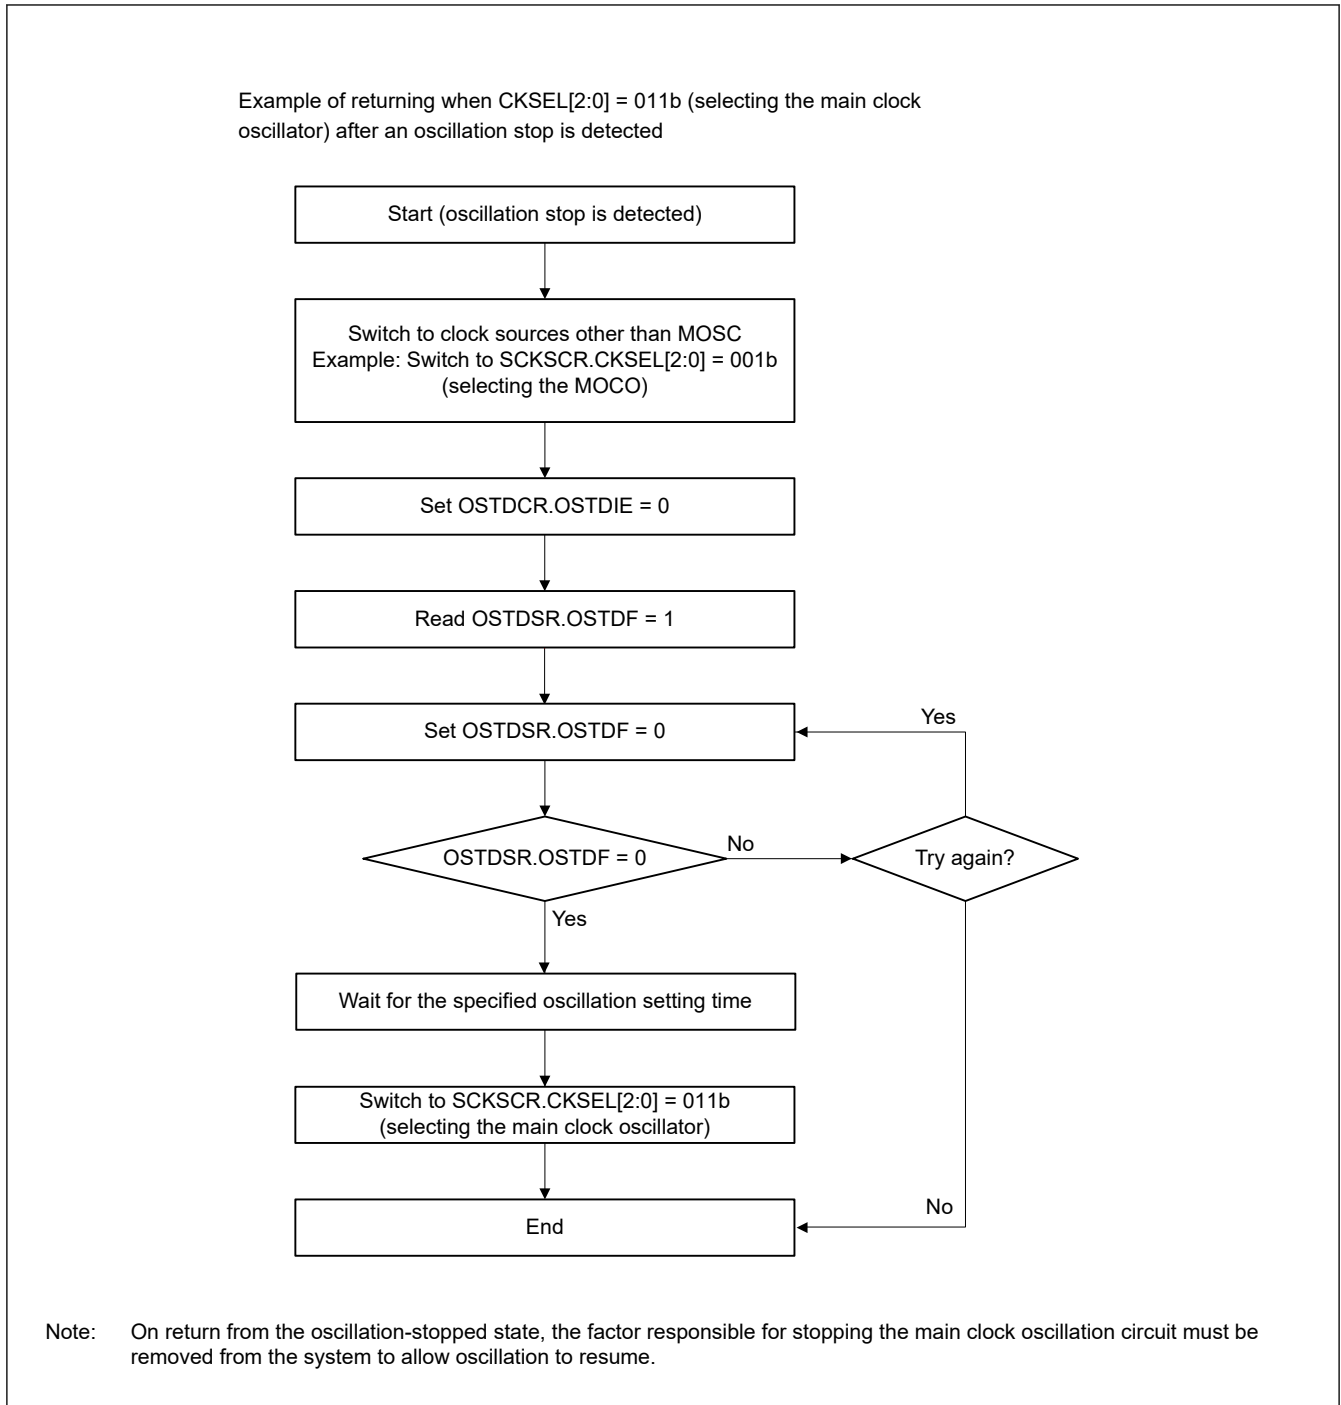 Example of returning when CKSEL[2:0] = 011b (selecting the main clock
oscillator) after an oscillation stop is detected
Start (oscillation stop is detected)
Switch to clock sources other than MOSC
Example: Switch to SCKSCR.CKSEL[2:0] = 001b
(selecting the MOCO)
Set OSTDCR.OSTDIE = 0
Read OSTDSR.OSTDF = 1
Set OSTDSR.OSTDF = 0
Yes
OSTDSR.OSTDF = 0
No
Try again?
Yes
Wait for the specified oscillation setting time
Switch to SCKSCR.CKSEL[2:0] = 011b
(selecting the main clock oscillator)
No
End
Note: On return from the oscillation-stopped state, the factor responsible for stopping the main clock oscillation circuit must be
removed from the system to allow oscillation to resume.